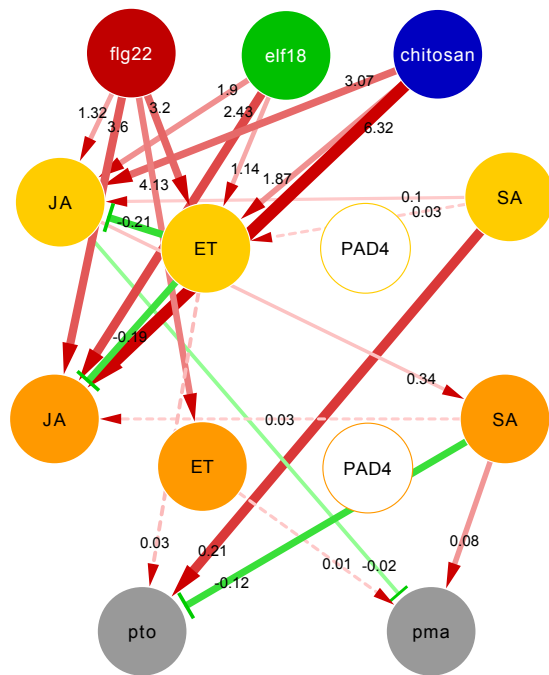 flg22
elf18
chitosan
1.9
3.07
3.2
2.43
1.32
3.6
6.32
1.14
1.87
4.13
JA
0.1
SA
-0.21
0.03
ET
PAD4
-0.19
0.34
JA
0.03
SA
ET
PAD4
0.03
0.21
0.01
-0.02
0.08
-0.12
pto
pma